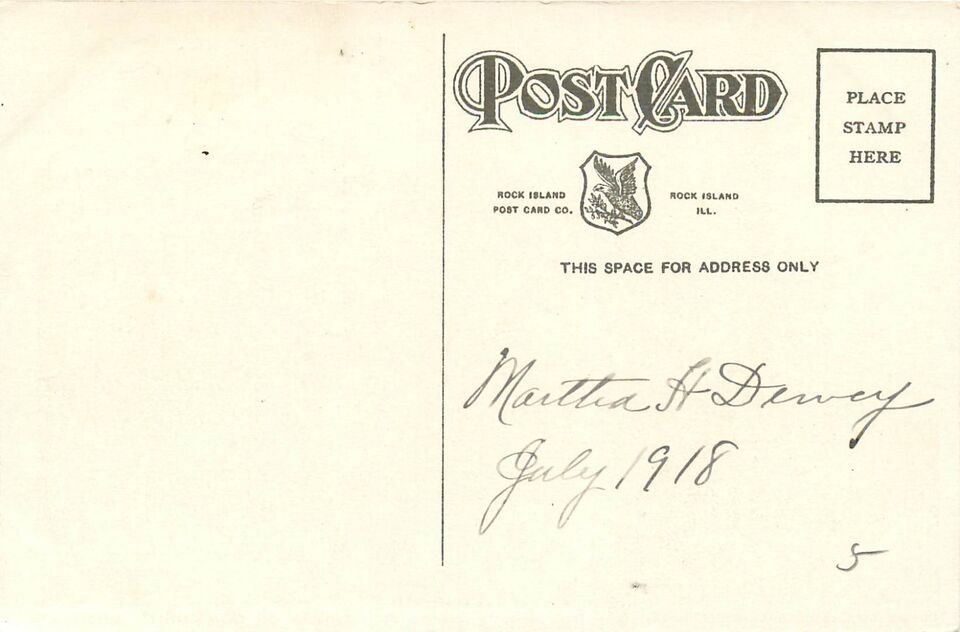 POST CARD
PLACE
STAMP
HERE
ROCK ISLAND
POST CARD CO.
ROCK ISLAND
ILL.
THIS SPACE FOR ADDRESS ONLY
Martha H Dewey
July 1918
5